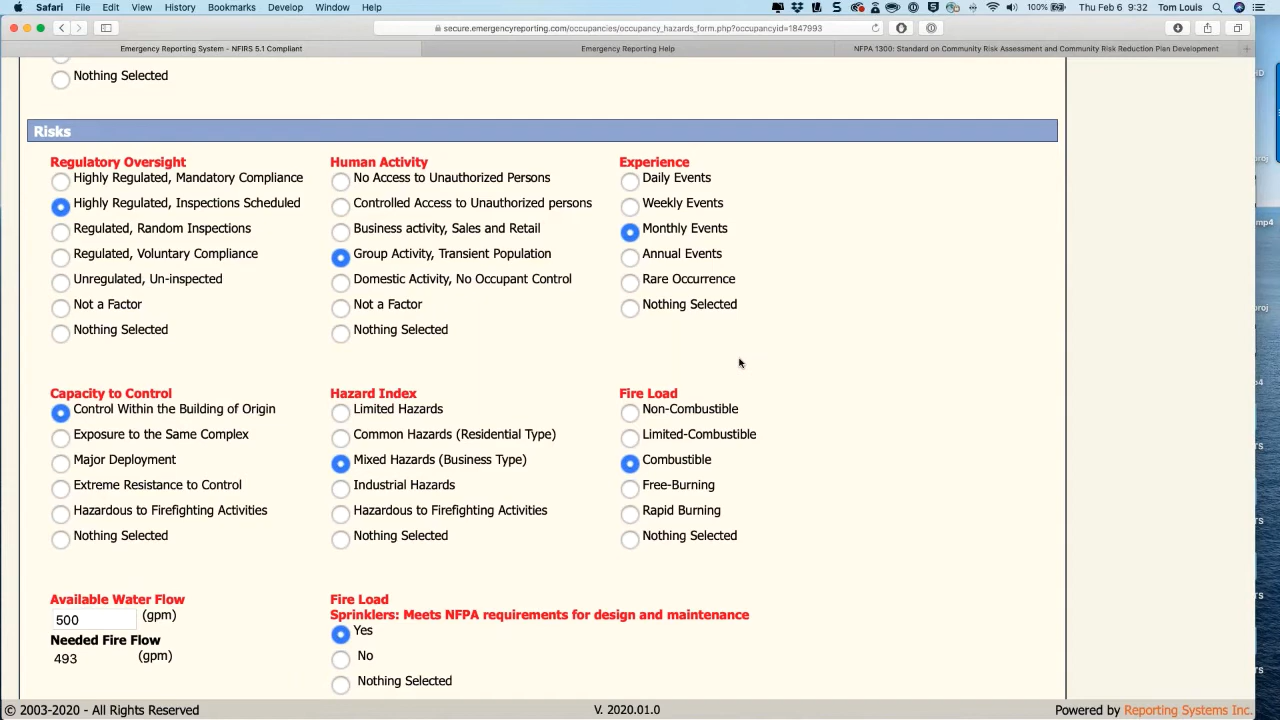 Safari File Edit View History Bookmarks Develop Window Help 100% Thu Feb 6 9:32 Tom Louis
secure.emergencyreporting.com/occupancies/occupancy_hazards_form.php?occupancyid=1847993
Emergency Reporting System - NFIRS 5.1 Compliant Emergency Reporting Help NFPA 1300: Standard on Community Risk Assessment and Community Risk Reduction Plan Development
Nothing Selected
Risks
Regulatory Oversight
Highly Regulated, Mandatory Compliance
Highly Regulated, Inspections Scheduled
Regulated, Random Inspections
Regulated, Voluntary Compliance
Unregulated, Un-inspected
Not a Factor
Nothing Selected
Human Activity
No Access to Unauthorized Persons
Controlled Access to Unauthorized persons
Business activity, Sales and Retail
Group Activity, Transient Population
Domestic Activity, No Occupant Control
Not a Factor
Nothing Selected
Experience
Daily Events
Weekly Events
Monthly Events
Annual Events
Rare Occurrence
Nothing Selected
Capacity to Control
Control Within the Building of Origin
Exposure to the Same Complex
Major Deployment
Extreme Resistance to Control
Hazardous to Firefighting Activities
Nothing Selected
Hazard Index
Limited Hazards
Common Hazards (Residential Type)
Mixed Hazards (Business Type)
Industrial Hazards
Hazardous to Firefighting Activities
Nothing Selected
Fire Load
Non-Combustible
Limited-Combustible
Combustible
Free-Burning
Rapid Burning
Nothing Selected
Available Water Flow
500 (gpm)
Needed Fire Flow
493 (gpm)
Fire Load
Sprinklers: Meets NFPA requirements for design and maintenance
Yes
No
Nothing Selected
© 2003-2020 - All Rights Reserved V. 2020.01.0 Powered by Reporting Systems Inc.